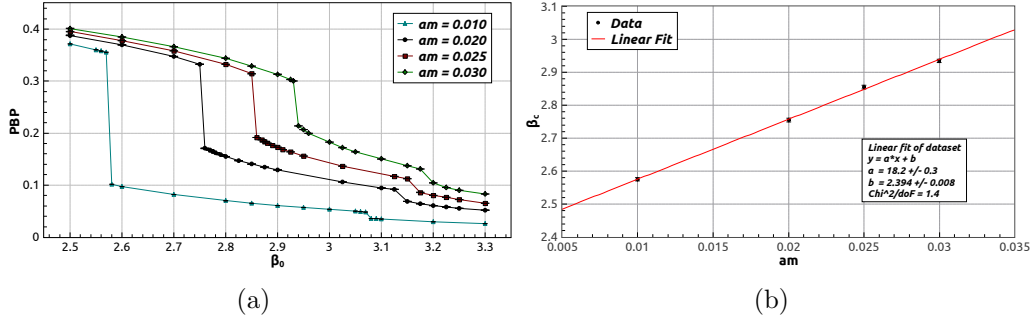 am = 0.010
am = 0.020
am = 0.025
am = 0.030
PBP
0.4
0.3
0.2
0.1
0
2.5 2.6 2.7 2.8 2.9 3.0 3.1 3.2 3.3
β₀
(a)
Data
Linear Fit
βc
3.1
3
2.9
2.8
2.7
2.6
2.5
2.4
Linear fit of dataset
y = a*x + b
a = 18.2 +/- 0.3
b = 2.394 +/- 0.008
Chi^2/doF = 1.4
0.005 0.01 0.015 0.02 0.025 0.03 0.035
am
(b)